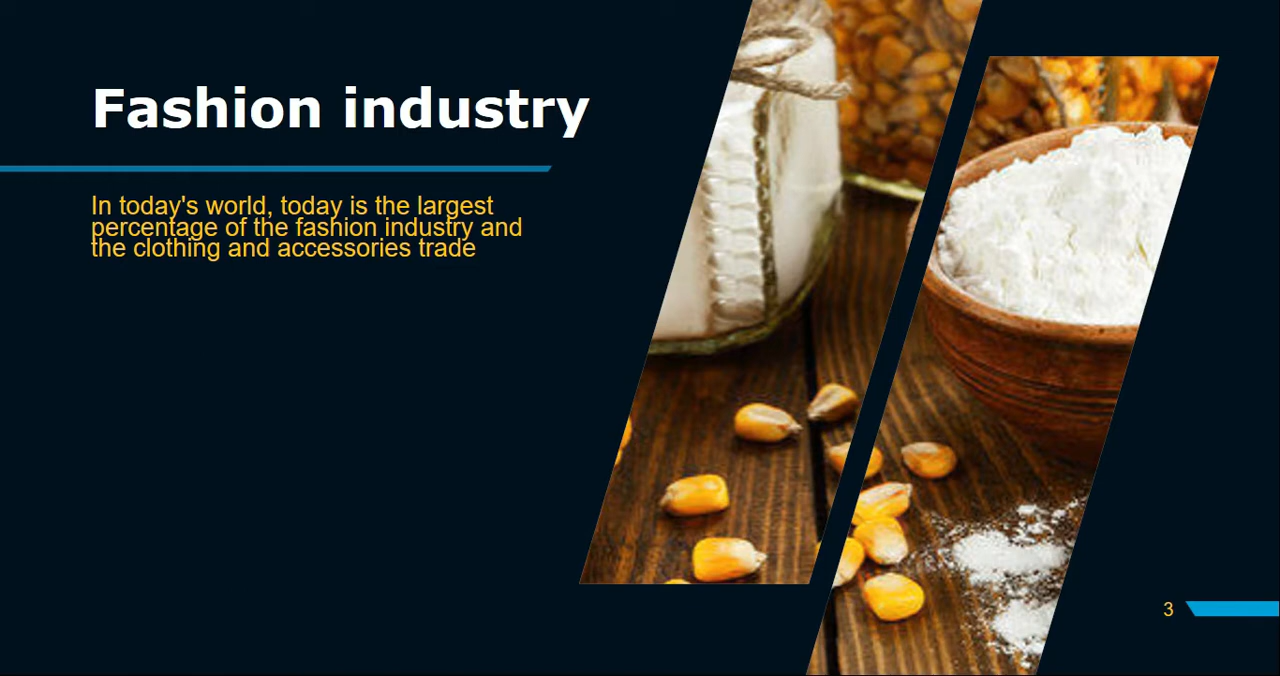 Fashion industry
In today's world, today is the largest
percentage of the fashion industry and
the clothing and accessories trade
3